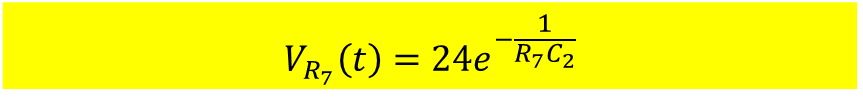 V_{R_7}(t) = 24e^{-\frac{1}{R_7 C_2}}